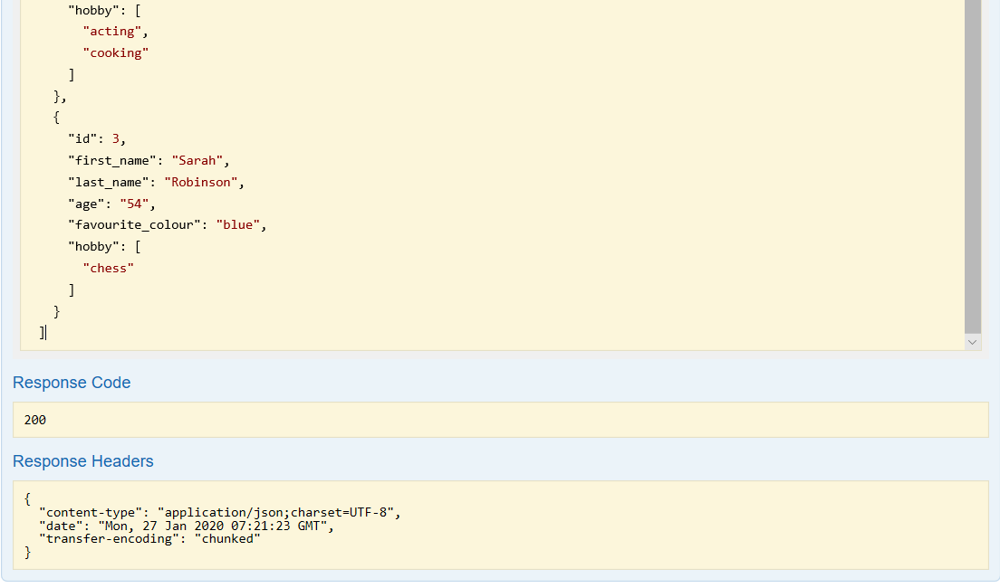 "hobby": [
"acting",
"cooking"
]
},
{
"id": 3,
"first_name": "Sarah",
"last_name": "Robinson",
"age": "54",
"favourite_colour": "blue",
"hobby": [
"chess"
]
}
]
Response Code
200
Response Headers
{
"content-type": "application/json;charset=UTF-8",
"date": "Mon, 27 Jan 2020 07:21:23 GMT",
"transfer-encoding": "chunked"
}